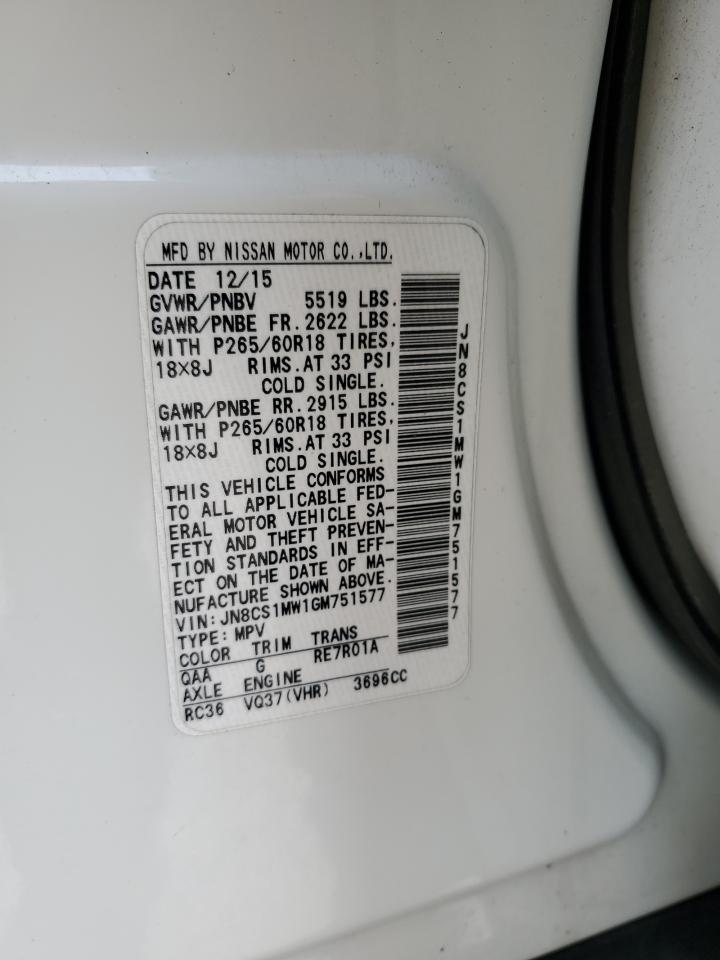 MFD BY NISSAN MOTOR CO.,LTD.
DATE 12/15
GVWR/PNBV 5519 LBS.
GAWR/PNBE FR. 2622 LBS.
WITH P265/60R18 TIRES,
18×8J RIMS. AT 33 PSI
COLD SINGLE.
GAWR/PNBE RR. 2915 LBS.
WITH P265/60R18 TIRES,
18×8J RIMS. AT 33 PSI
COLD SINGLE.
THIS VEHICLE CONFORMS
TO ALL APPLICABLE FED-
ERAL MOTOR VEHICLE SA-
FETY AND THEFT PREVEN-
TION STANDARDS IN EFF-
ECT ON THE DATE OF MA-
NUFACTURE SHOWN ABOVE.
VIN: JN8CS1MW1GM751577
TYPE: MPV
COLOR TRIM TRANS
QAA G RE7R01A
AXLE ENGINE
RC36 VQ37(VHR) 3696CC
JN8CS1MW1GM751577